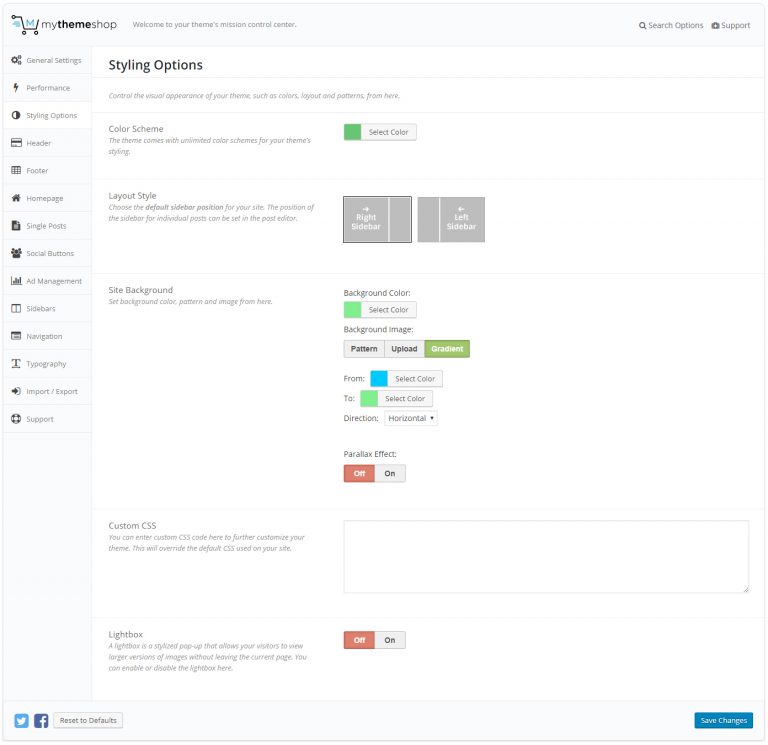 M
mythemeshop
Welcome to your theme's mission control center.
Search Options
Support
General Settings
Performance
Styling Options
Header
Footer
Homepage
Single Posts
Social Buttons
Ad Management
Sidebars
Navigation
Typography
Import / Export
Support
Styling Options
Control the visual appearance of your theme, such as colors, layout and patterns, from here.
Color Scheme
The theme comes with unlimited color schemes for your theme's
styling.
Select Color
Layout Style
Choose the default sidebar position for your site. The position of
the sidebar for individual posts can be set in the post editor.
➔
Right
Sidebar
←
Left
Sidebar
Site Background
Set background color, pattern and image from here.
Background Color:
Select Color
Background Image:
Pattern Upload Gradient
From: Select Color
To: Select Color
Direction: Horizontal
Parallax Effect:
Off On
Custom CSS
You can enter custom CSS code here to further customize your
theme. This will override the default CSS used on your site.
Lightbox
A lightbox is a stylized pop-up that allows your visitors to view
larger versions of images without leaving the current page. You
can enable or disable the lightbox here.
Off On
Reset to Defaults
Save Changes